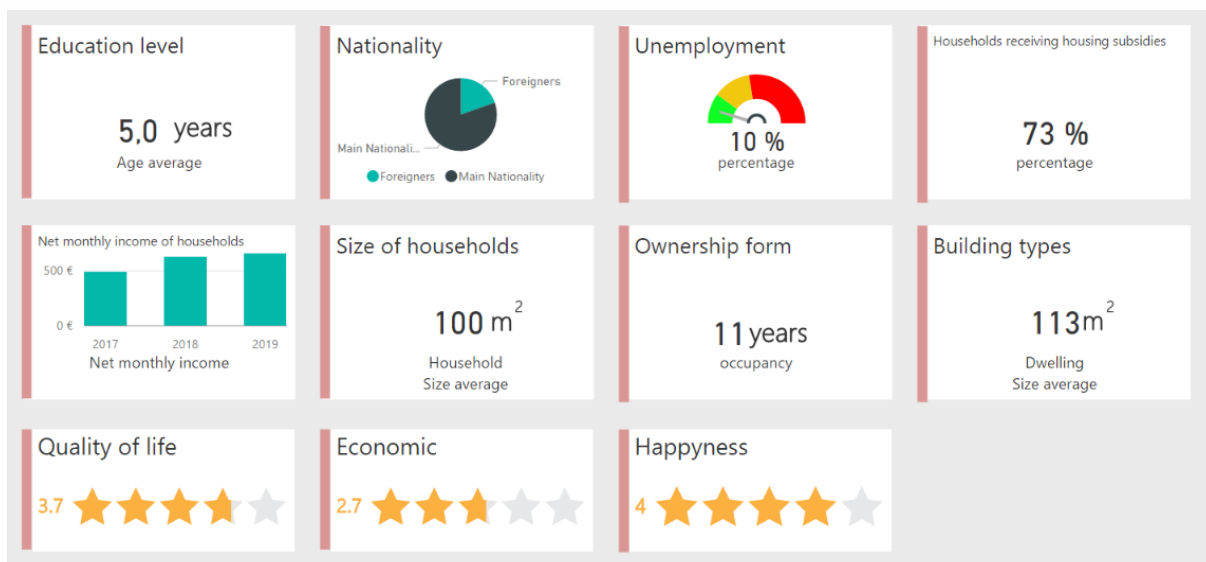 Education level
5,0 years
Age average
Nationality
Foreigners
Main Nationali...
Foreigners Main Nationality
Unemployment
10 %
percentage
Households receiving housing subsidies
73 %
percentage
Net monthly income of households
500 €
0 €
2017 2018 2019
Net monthly income
Size of households
100 m²
Household
Size average
Ownership form
11 years
occupancy
Building types
113m²
Dwelling
Size average
Quality of life
3.7
Economic
2.7
Happyness
4